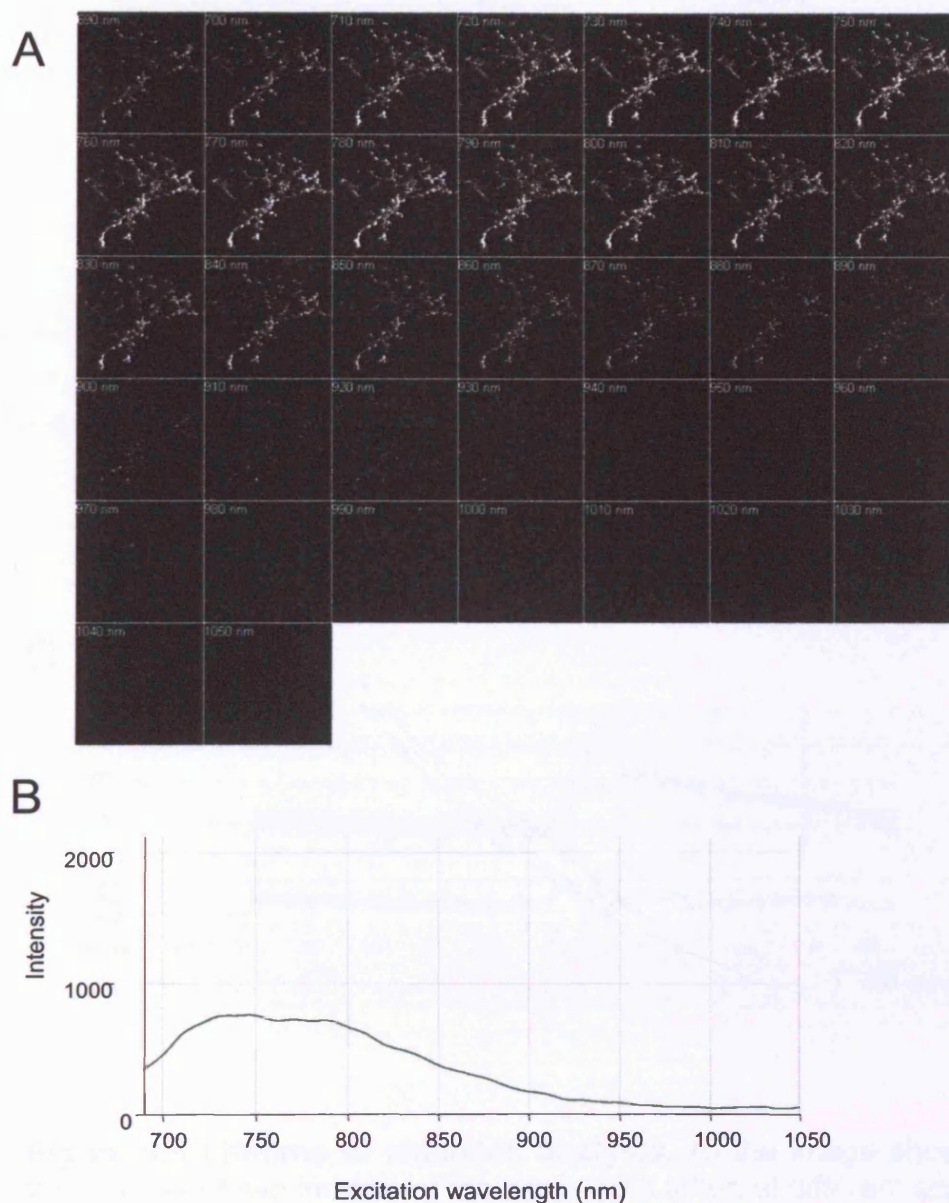 A
690 nm 700 nm 710 nm 720 nm 730 nm 740 nm 750 nm
760 nm 770 nm 780 nm 790 nm 800 nm 810 nm 820 nm
830 nm 840 nm 850 nm 860 nm 870 nm 880 nm 890 nm
900 nm 910 nm 920 nm 930 nm 940 nm 950 nm 960 nm
970 nm 980 nm 990 nm 1000 nm 1010 nm 1020 nm 1030 nm
1040 nm 1050 nm
B
2000
1000
0
Intensity
700 750 800 850 900 950 1000 1050
Excitation wavelength (nm)